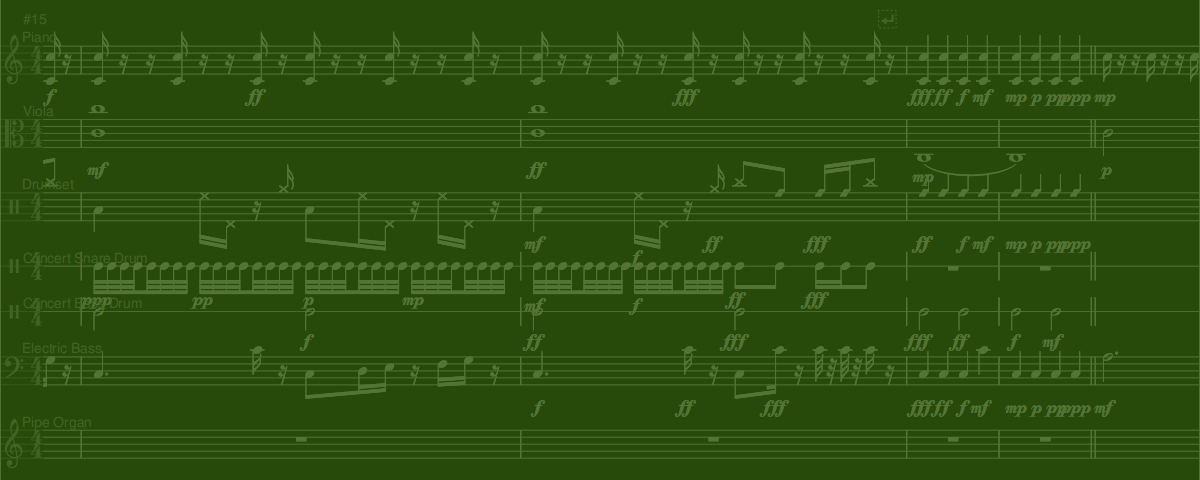 #15
Piano
f ff fff fff ff f mf mp p pp ppp mp
Viola
mf ff mp p
Drumset
mf ff fff ff f mf mp p pp ppp
Concert Snare Drum
ppp pp p mp mf f ff fff
Concert Bass Drum
f ff fff fff ff f mf
Electric Bass
f ff fff fff ff f mf mp p pp ppp mf
Pipe Organ